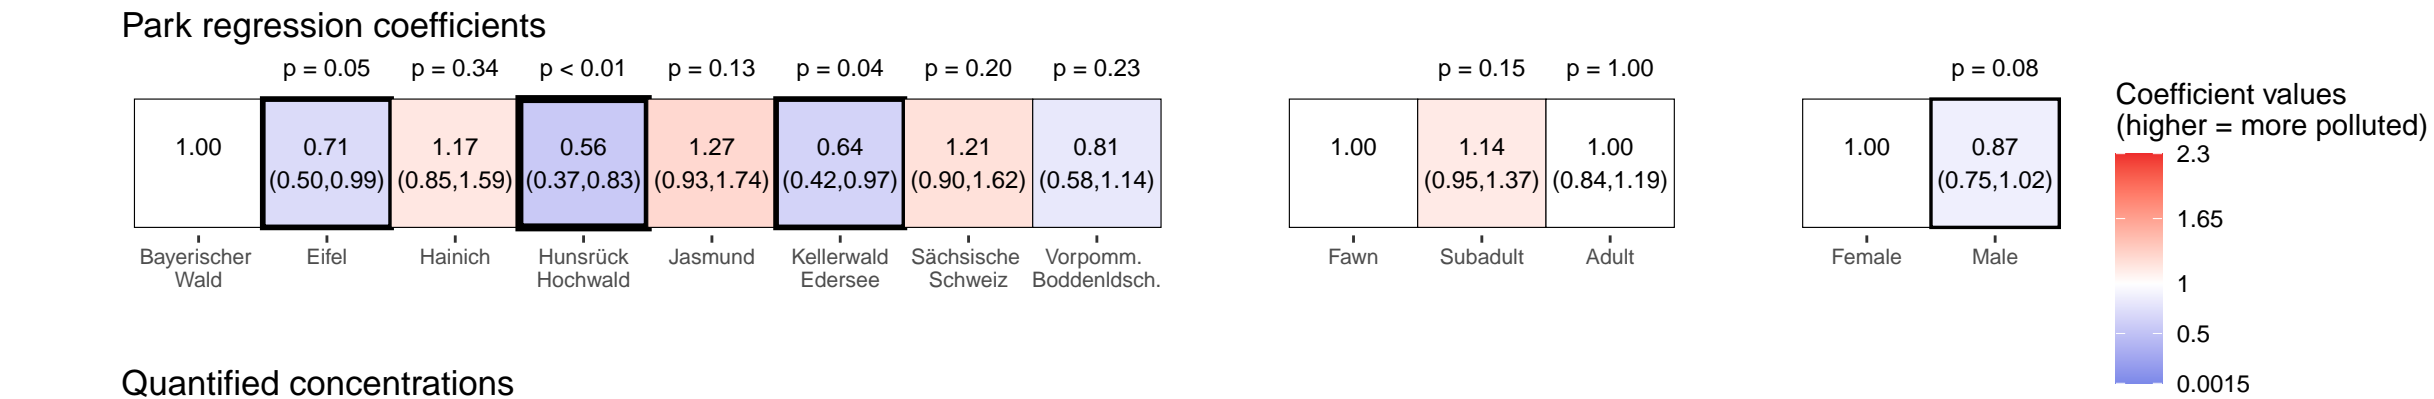 Park regression coefficients
p = 0.05 p = 0.34 p < 0.01 p = 0.13 p = 0.04 p = 0.20 p = 0.23 p = 0.15 p = 1.00 p = 0.08
1.00 0.71 1.17 0.56 1.27 0.64 1.21 0.81 1.00 1.14 1.00 1.00 0.87
(0.50,0.99) (0.85,1.59) (0.37,0.83) (0.93,1.74) (0.42,0.97) (0.90,1.62) (0.58,1.14) (0.95,1.37) (0.84,1.19) (0.75,1.02)
Bayerischer Eifel Hainich Hunsrück Jasmund Kellerwald Sächsische Vorpomm. Fawn Subadult Adult Female Male
Wald Hochwald Edersee Schweiz Boddenldsch.
Coefficient values
(higher = more polluted)
2.3
1.65
1
0.5
0.0015
Quantified concentrations